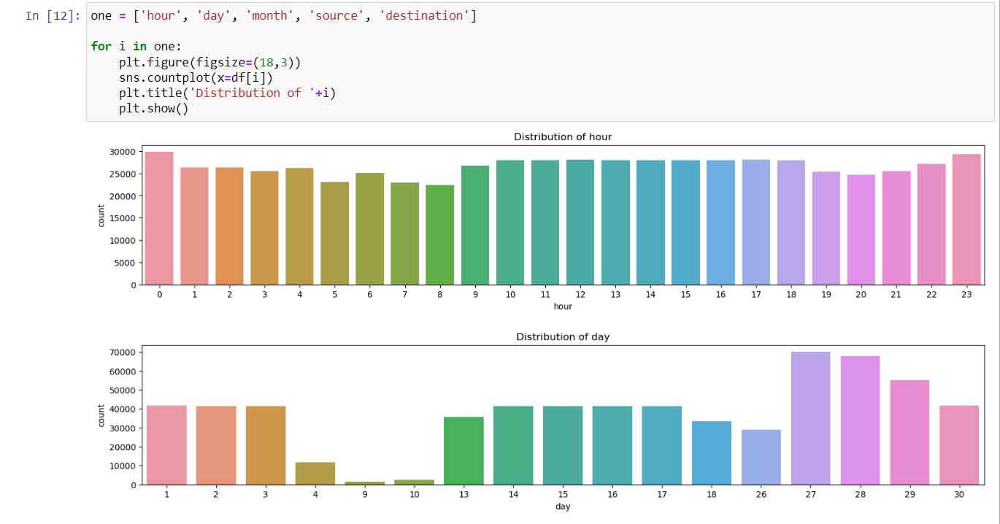 In [12]: one = ['hour', 'day', 'month', 'source', 'destination']
for i in one:
    plt.figure(figsize=(18,3))
    sns.countplot(x=df[i])
    plt.title('Distribution of '+i)
    plt.show()
Distribution of hour
30000
25000
20000
15000
10000
5000
0
count
0 1 2 3 4 5 6 7 8 9 10 11 12 13 14 15 16 17 18 19 20 21 22 23
hour
Distribution of day
70000
60000
50000
40000
30000
20000
10000
0
count
1 2 3 4 9 10 13 14 15 16 17 18 26 27 28 29 30
day